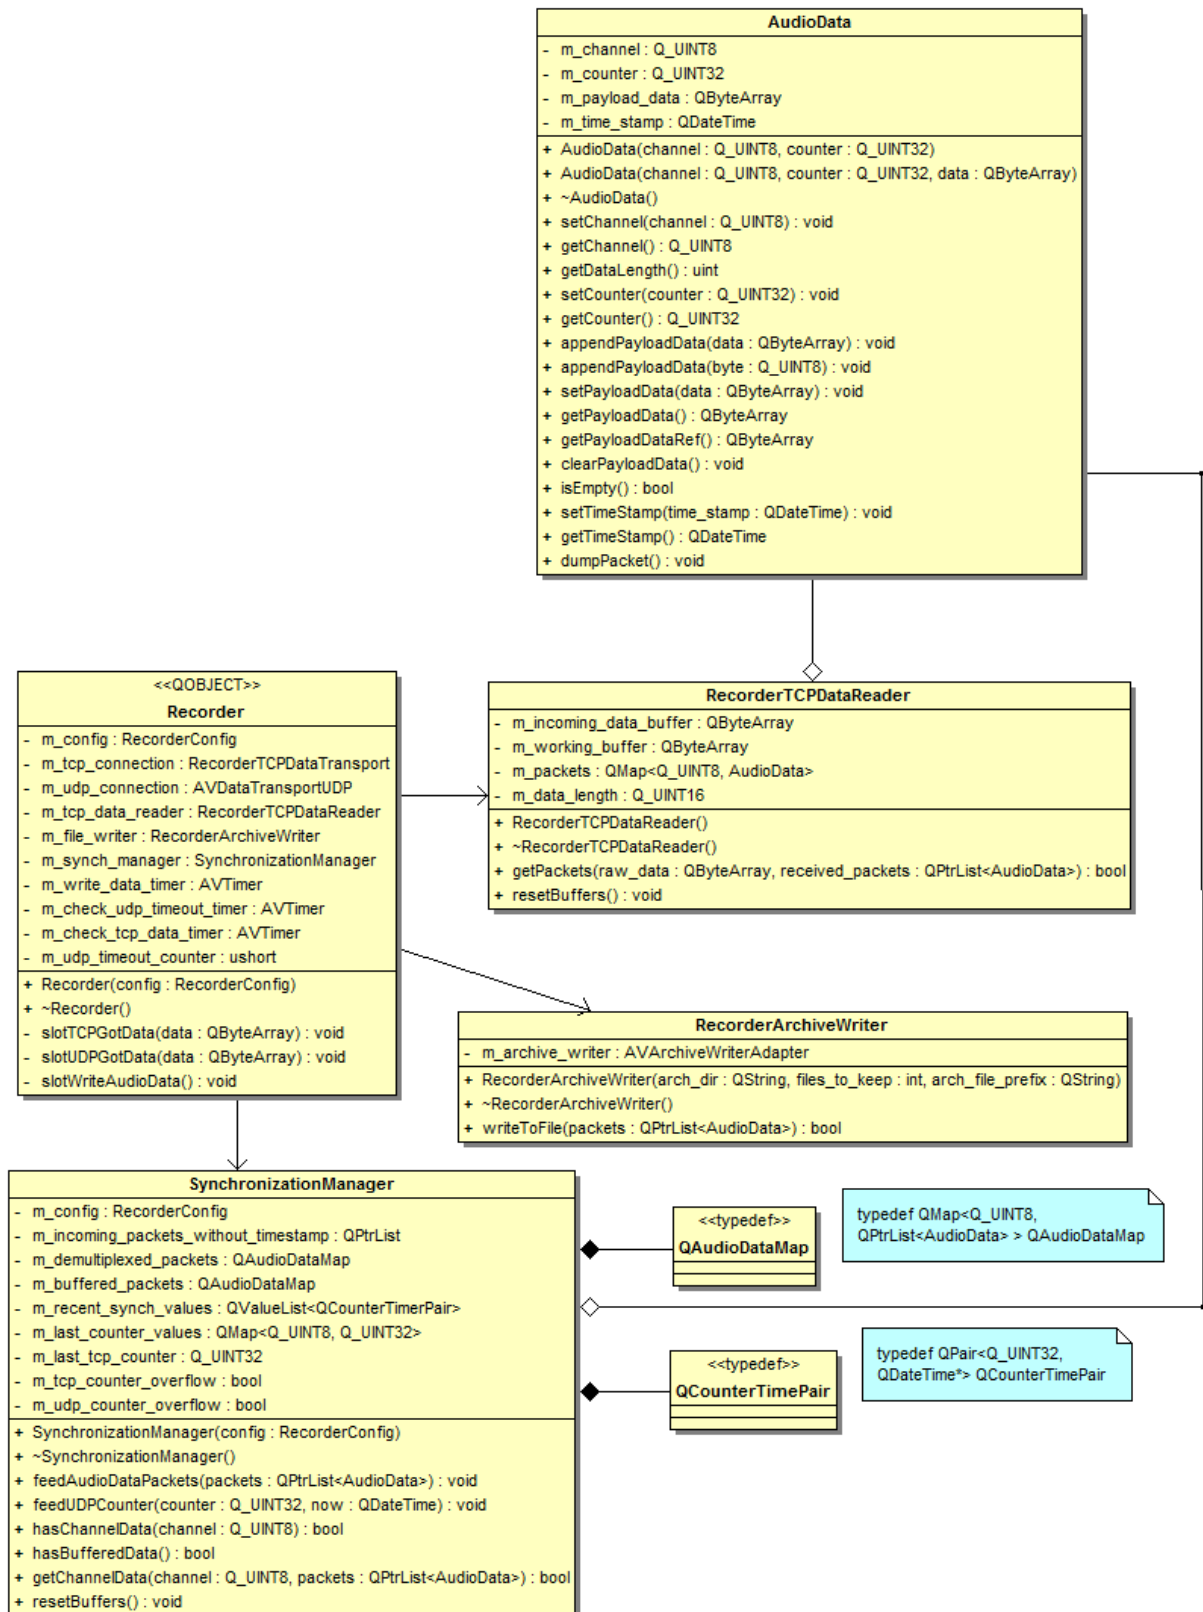 AudioData
- m_channel : Q_UINT8
- m_counter : Q_UINT32
- m_payload_data : QByteArray
- m_time_stamp : QDateTime
+ AudioData(channel : Q_UINT8, counter : Q_UINT32)
+ AudioData(channel : Q_UINT8, counter : Q_UINT32, data : QByteArray)
+ ~AudioData()
+ setChannel(channel : Q_UINT8) : void
+ getChannel() : Q_UINT8
+ getDataLength() : uint
+ setCounter(counter : Q_UINT32) : void
+ getCounter() : Q_UINT32
+ appendPayloadData(data : QByteArray) : void
+ appendPayloadData(byte : Q_UINT8) : void
+ setPayloadData(data : QByteArray) : void
+ getPayloadData() : QByteArray
+ getPayloadDataRef() : QByteArray
+ clearPayloadData() : void
+ isEmpty() : bool
+ setTimeStamp(time_stamp : QDateTime) : void
+ getTimeStamp() : QDateTime
+ dumpPacket() : void
<<QOBJECT>>
Recorder
- m_config : RecorderConfig
- m_tcp_connection : RecorderTCPDataTransport
- m_udp_connection : AVDataTransportUDP
- m_tcp_data_reader : RecorderTCPDataReader
- m_file_writer : RecorderArchiveWriter
- m_synch_manager : SynchronizationManager
- m_write_data_timer : AVTimer
- m_check_udp_timeout_timer : AVTimer
- m_check_tcp_data_timer : AVTimer
- m_udp_timeout_counter : ushort
+ Recorder(config : RecorderConfig)
+ ~Recorder()
- slotTCPGotData(data : QByteArray) : void
- slotUDPGotData(data : QByteArray) : void
- slotWriteAudioData() : void
RecorderTCPDataReader
- m_incoming_data_buffer : QByteArray
- m_working_buffer : QByteArray
- m_packets : QMap<Q_UINT8, AudioData>
- m_data_length : Q_UINT16
+ RecorderTCPDataReader()
+ ~RecorderTCPDataReader()
+ getPackets(raw_data : QByteArray, received_packets : QPtrList<AudioData>) : bool
+ resetBuffers() : void
RecorderArchiveWriter
- m_archive_writer : AVArchiveWriterAdapter
+ RecorderArchiveWriter(arch_dir : QString, files_to_keep : int, arch_file_prefix : QString)
+ ~RecorderArchiveWriter()
+ writeToFile(packets : QPtrList<AudioData>) : bool
SynchronizationManager
- m_config : RecorderConfig
- m_incoming_packets_without_timestamp : QPtrList
- m_demultiplexed_packets : QAudioDataMap
- m_buffered_packets : QAudioDataMap
- m_recent_synch_values : QValueList<QCounterTimerPair>
- m_last_counter_values : QMap<Q_UINT8, Q_UINT32>
- m_last_tcp_counter : Q_UINT32
- m_tcp_counter_overflow : bool
- m_udp_counter_overflow : bool
+ SynchronizationManager(config : RecorderConfig)
+ ~SynchronizationManager()
+ feedAudioDataPackets(packets : QPtrList<AudioData>) : void
+ feedUDPCounter(counter : Q_UINT32, now : QDateTime) : void
+ hasChannelData(channel : Q_UINT8) : bool
+ hasBufferedData() : bool
+ getChannelData(channel : Q_UINT8, packets : QPtrList<AudioData>) : bool
+ resetBuffers() : void
<<typedef>>
QAudioDataMap
typedef QMap<Q_UINT8,
QPtrList<AudioData> > QAudioDataMap
<<typedef>>
QCounterTimePair
typedef QPair<Q_UINT32,
QDateTime*> QCounterTimePair